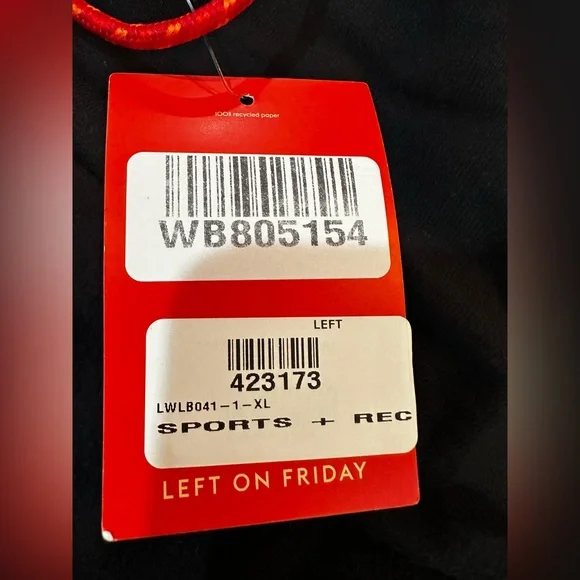 100% recycled paper
WB805154
LEFT
423173
LWLB041-1-XL
SPORTS + REC
LEFT ON FRIDAY